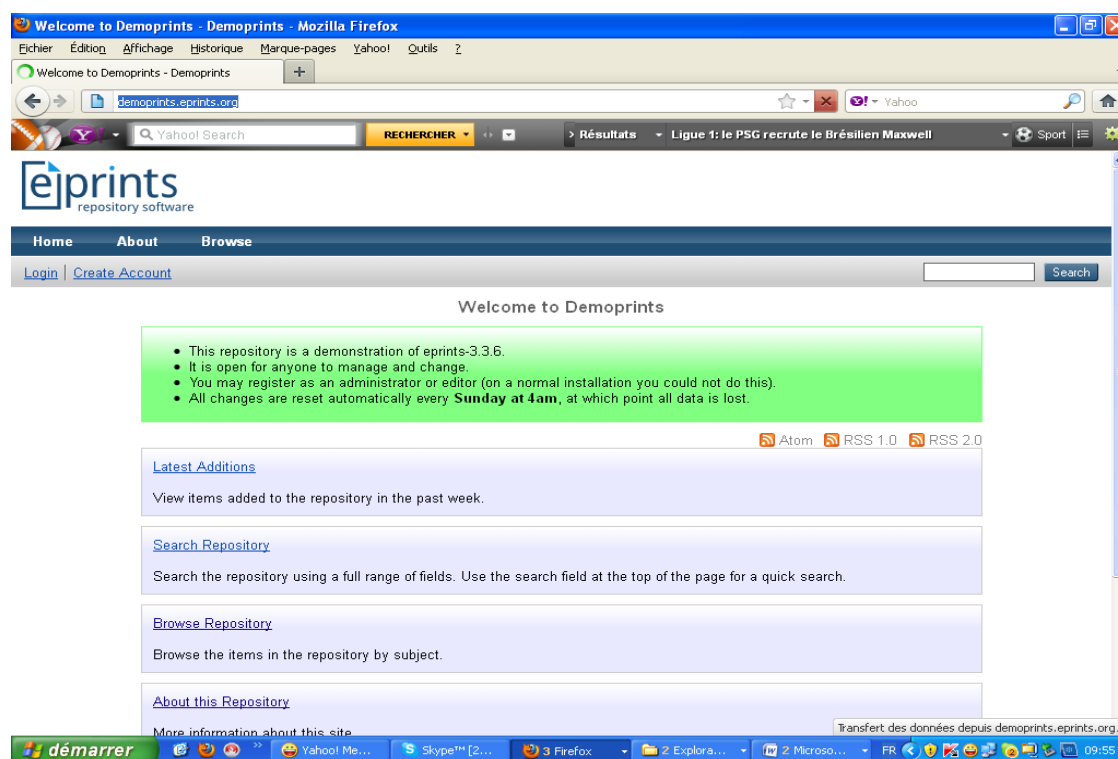 Welcome to Demoprints - Demoprints - Mozilla Firefox
Eichier Édition Affichage Historique Marque-pages Yahoo! Outils ?
Welcome to Demoprints - Demoprints +
demoprints.eprints.org Yahoo
Yahoo! Search RECHERCHER > Résultats Ligue 1: le PSG recrute le Brésilien Maxwell Sport
eprints
repository software
Home About Browse
Login | Create Account Search
Welcome to Demoprints
• This repository is a demonstration of eprints-3.3.6.
• It is open for anyone to manage and change.
• You may register as an administrator or editor (on a normal installation you could not do this).
• All changes are reset automatically every Sunday at 4am, at which point all data is lost.
Atom RSS 1.0 RSS 2.0
Latest Additions
View items added to the repository in the past week.
Search Repository
Search the repository using a full range of fields. Use the search field at the top of the page for a quick search.
Browse Repository
Browse the items in the repository by subject.
About this Repository
More information about this site
Transfert des données depuis demoprints.eprints.org
démarrer » Yahoo! Me... Skype™ [2... 3 Firefox 2 Explora... 2 Microso... FR 09:55